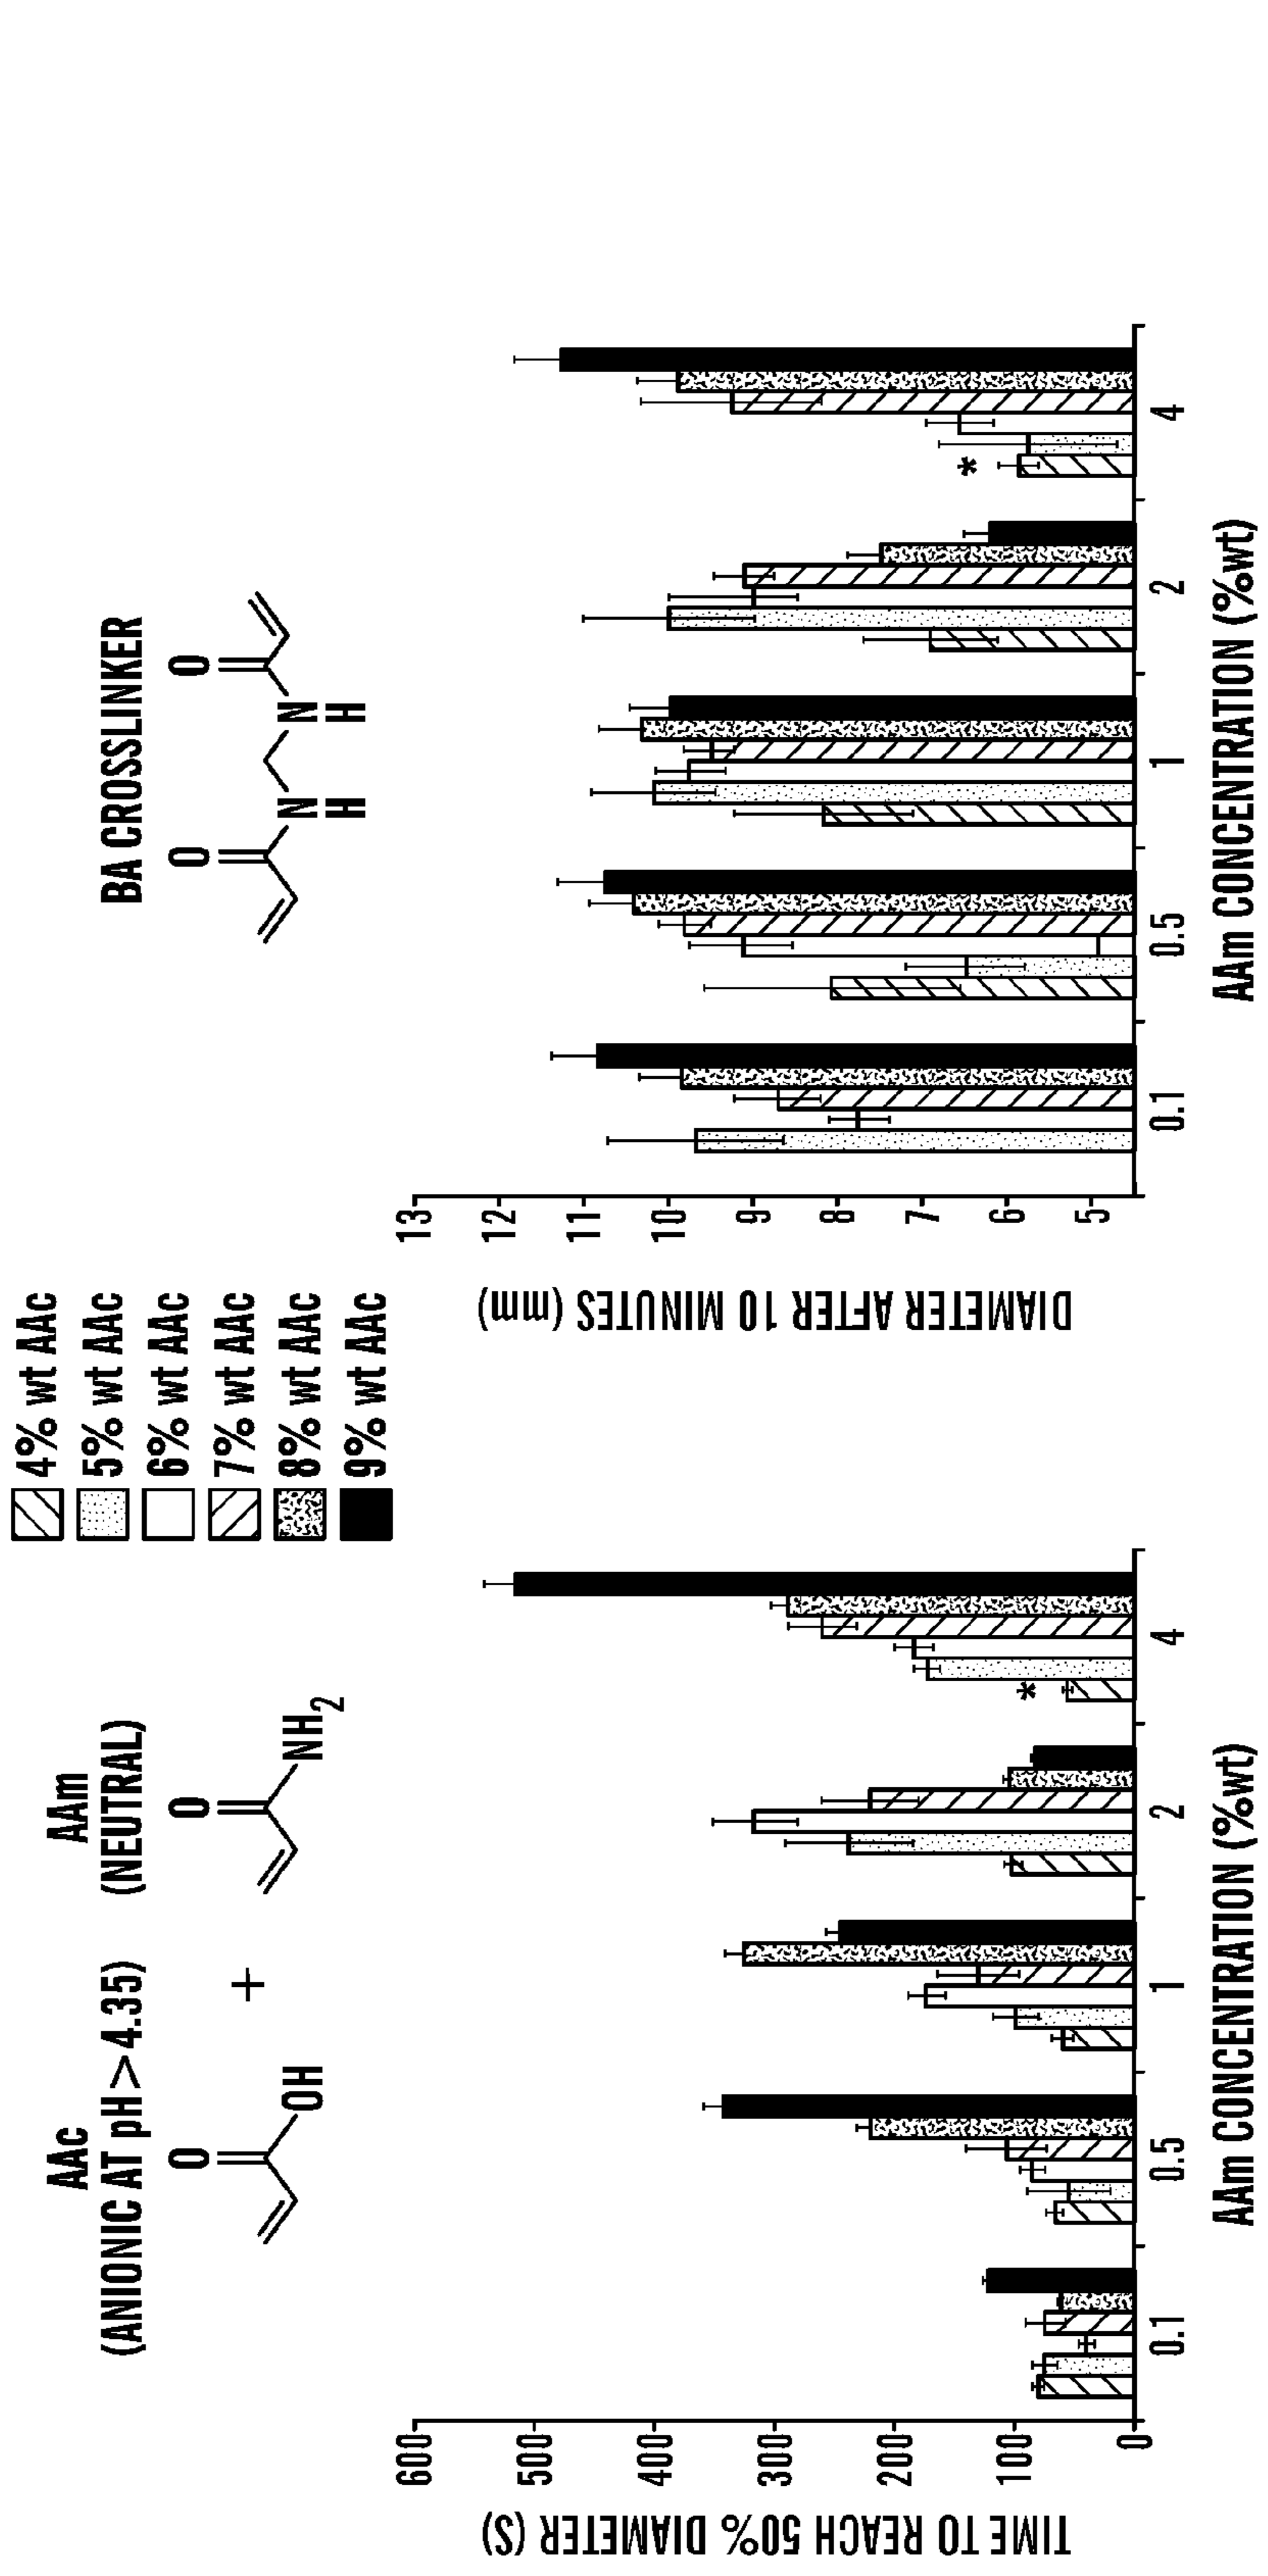 AAc
(ANIONIC AT pH>4.35)
O
OH
+
AAm
(NEUTRAL)
O
NH2
4% wt AAc
5% wt AAc
6% wt AAc
7% wt AAc
8% wt AAc
9% wt AAc
BA CROSSLINKER
O
O
N
N
H
H
TIME TO REACH 50% DIAMETER (S)
600
500
400
300
200
100
0
*
0.1
0.5
1
2
4
AAm CONCENTRATION (%wt)
DIAMETER AFTER 10 MINUTES (mm)
13
12
11
10
9
8
7
6
5
*
0.1
0.5
1
2
4
AAm CONCENTRATION (%wt)